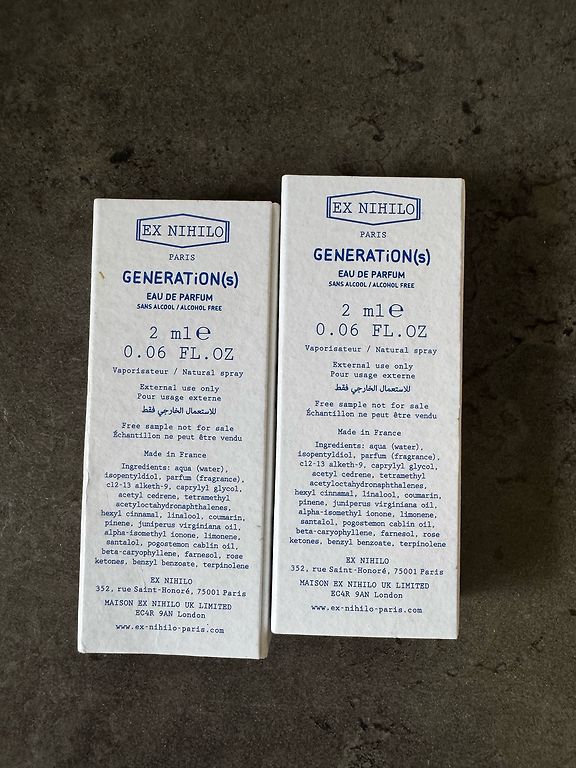 EX NIHILO
PARIS
GENERATiON(s)
EAU DE PARFUM
SANS ALCOOL / ALCOHOL FREE
2 ml℮
0.06 FL.OZ
Vaporisateur / Natural spray
External use only
Pour usage externe
للاستعمال الخارجي فقط
Free sample not for sale
Échantillon ne peut être vendu
Made in France
Ingredients: aqua (water),
isopentyldiol, parfum (fragrance),
c12-13 alketh-9, caprylyl glycol,
acetyl cedrene, tetramethyl
acetyloctahydronaphthalenes,
hexyl cinnamal, linalool, coumarin,
pinene, juniperus virginiana oil,
alpha-isomethyl ionone, limonene,
santalol, pogostemon cablin oil,
beta-caryophyllene, farnesol, rose
ketones, benzyl benzoate, terpinolene
EX NIHILO
352, rue Saint-Honoré, 75001 Paris
MAISON EX NIHILO UK LIMITED
EC4R 9AN London
www.ex-nihilo-paris.com
EX NIHILO
PARIS
GENERATiON(s)
EAU DE PARFUM
SANS ALCOOL / ALCOHOL FREE
2 ml℮
0.06 FL.OZ
Vaporisateur / Natural spray
External use only
Pour usage externe
للاستعمال الخارجي فقط
Free sample not for sale
Échantillon ne peut être vendu
Made in France
Ingredients: aqua (water),
isopentyldiol, parfum (fragrance),
c12-13 alketh-9, caprylyl glycol,
acetyl cedrene, tetramethyl
acetyloctahydronaphthalenes,
hexyl cinnamal, linalool, coumarin,
pinene, juniperus virginiana oil,
alpha-isomethyl ionone, limonene,
santalol, pogostemon cablin oil,
beta-caryophyllene, farnesol, rose
ketones, benzyl benzoate, terpinolene
EX NIHILO
352, rue Saint-Honoré, 75001 Paris
MAISON EX NIHILO UK LIMITED
EC4R 9AN London
www.ex-nihilo-paris.com